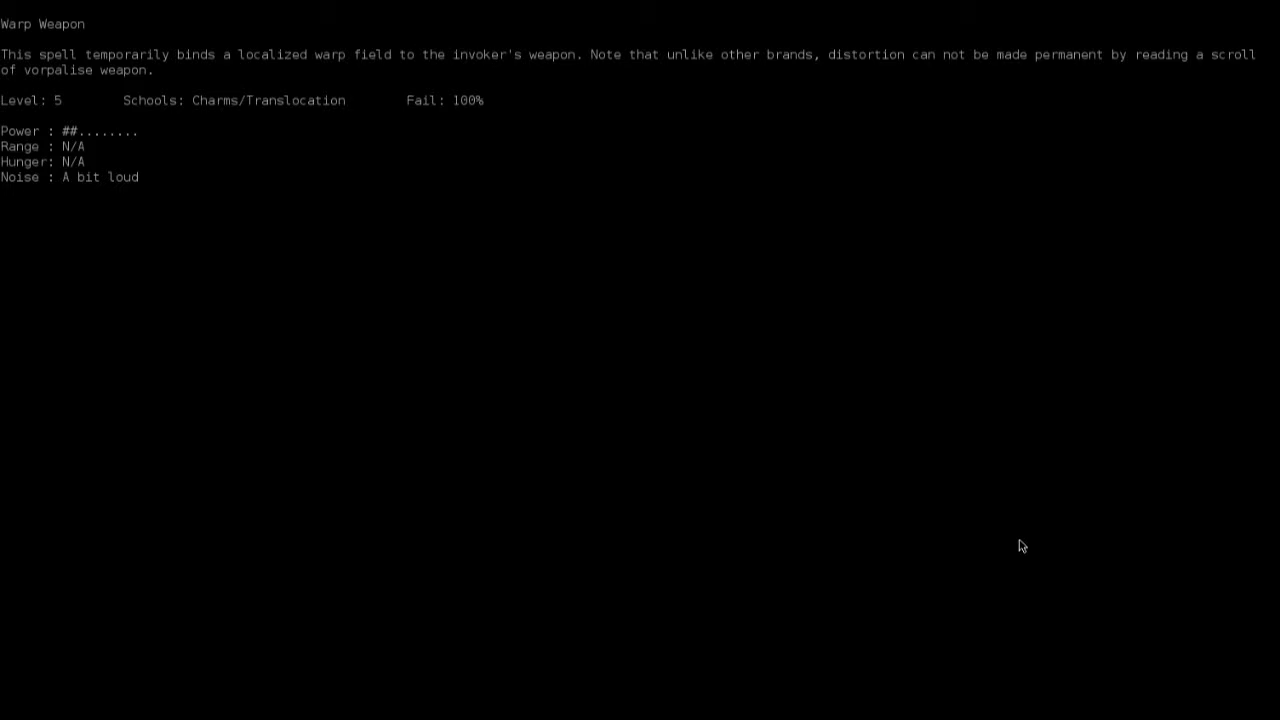 Warp Weapon
This spell temporarily binds a localized warp field to the invoker's weapon. Note that unlike other brands, distortion can not be made permanent by reading a scroll
of vorpalise weapon.
Level: 5 Schools: Charms/Translocation Fail: 100%
Power : ##........
Range : N/A
Hunger: N/A
Noise : A bit loud